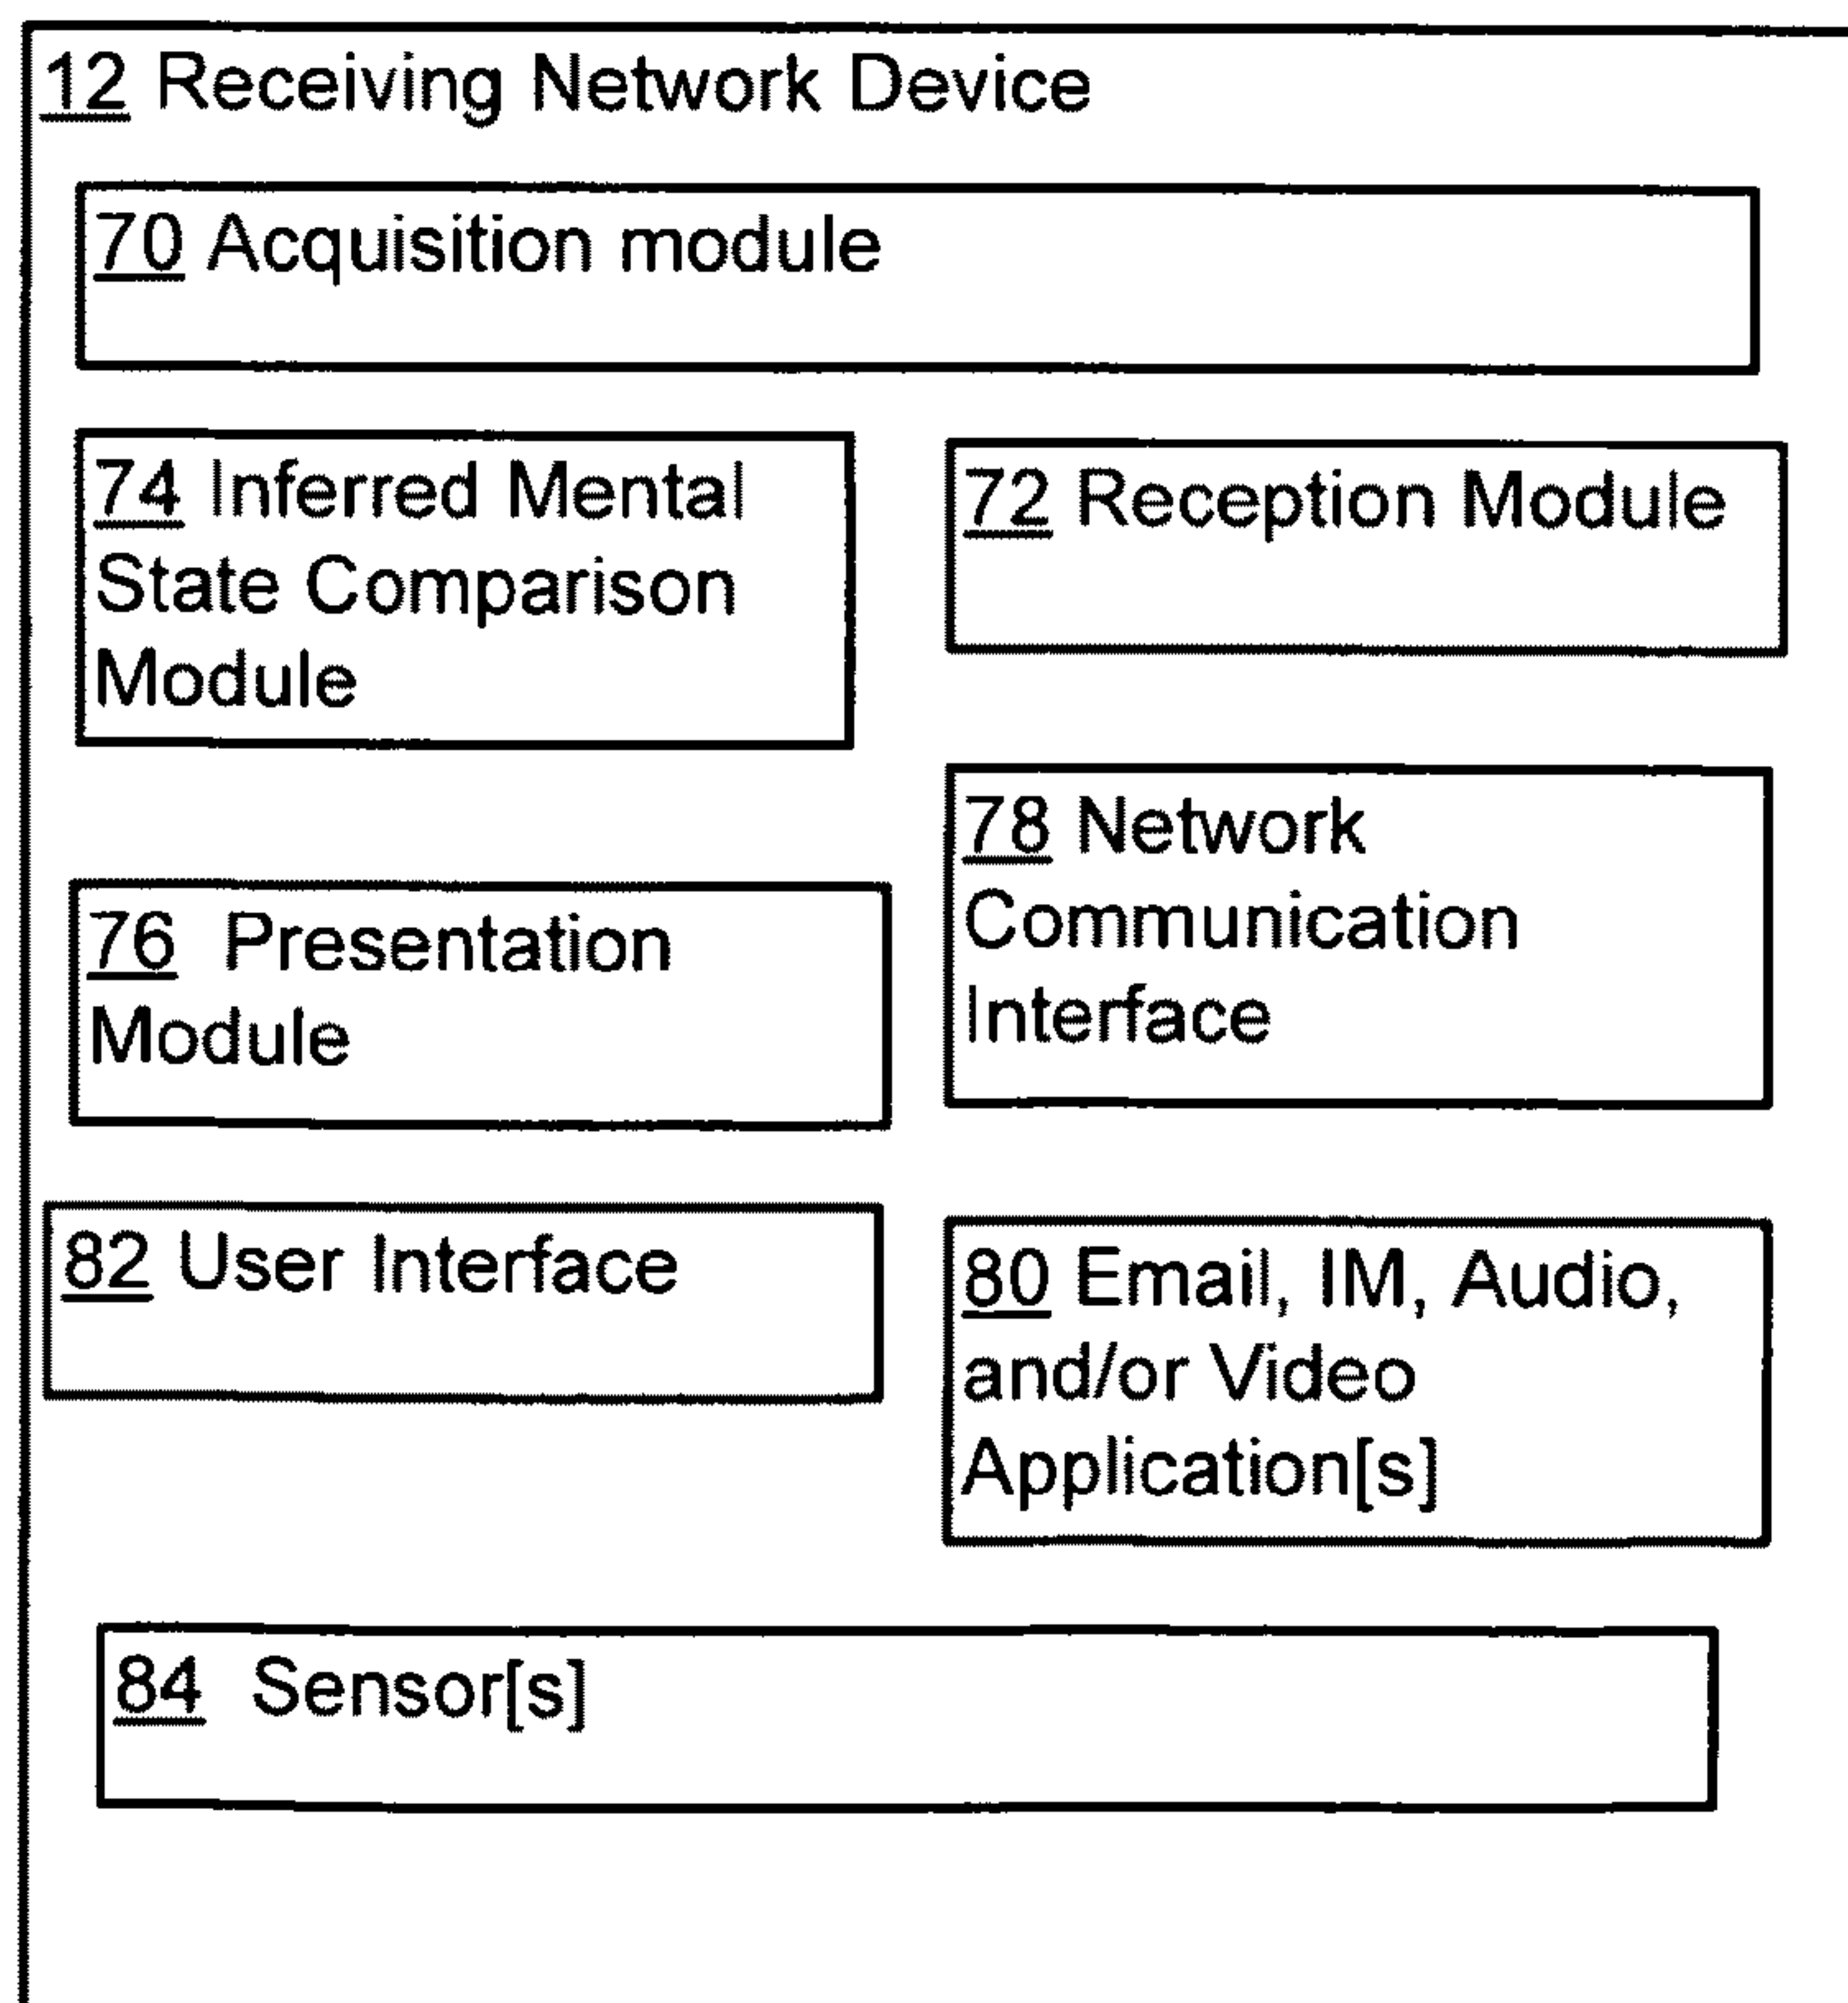 12 Receiving Network Device
70 Acquisition module
74 Inferred Mental
State Comparison
Module
72 Reception Module
78 Network
Communication
Interface
76 Presentation
Module
82 User Interface
80 Email, IM, Audio,
and/or Video
Application[s]
84 Sensor[s]